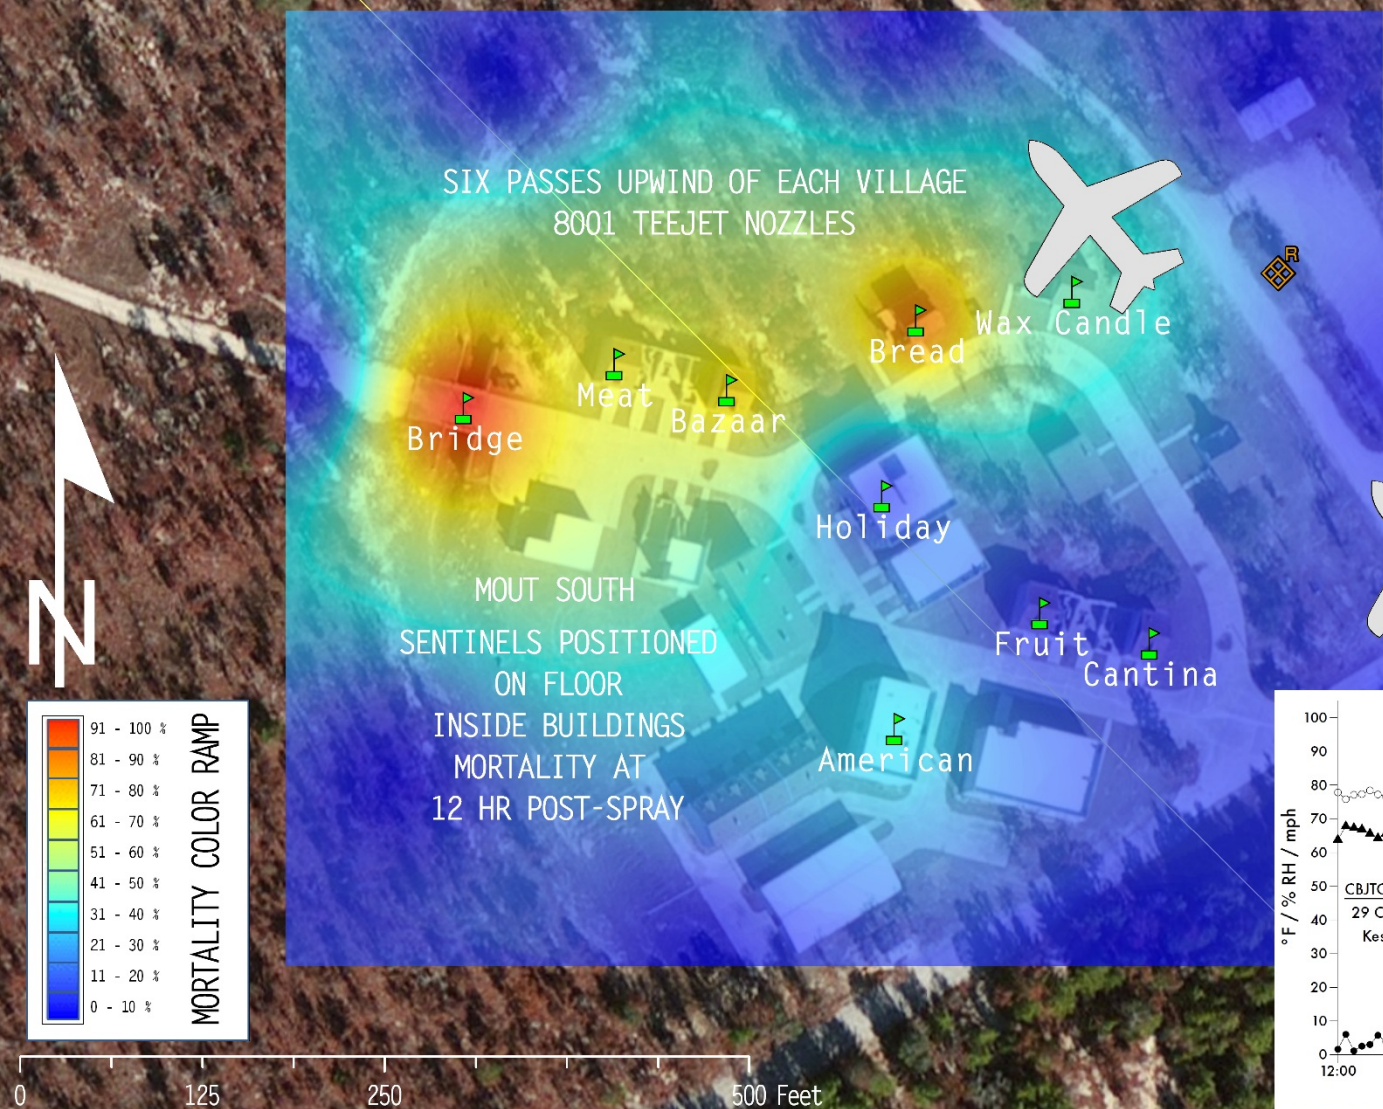 SIX PASSES UPWIND OF EACH VILLAGE
8001 TEEJET NOZZLES
R
Wax Candle
Bread
Meat
Bazaar
Bridge
Holiday
MOUT SOUTH
SENTINELS POSITIONED
ON FLOOR
INSIDE BUILDINGS
MORTALITY AT
12 HR POST-SPRAY
Fruit
Cantina
American
N
MORTALITY COLOR RAMP
91 - 100 %
81 - 90 %
71 - 80 %
61 - 70 %
51 - 60 %
41 - 50 %
31 - 40 %
21 - 30 %
11 - 20 %
0 - 10 %
0 125 250 500 Feet
°F / % RH / mph
100
90
80
70
60
50
40
30
20
10
0
12:00
29